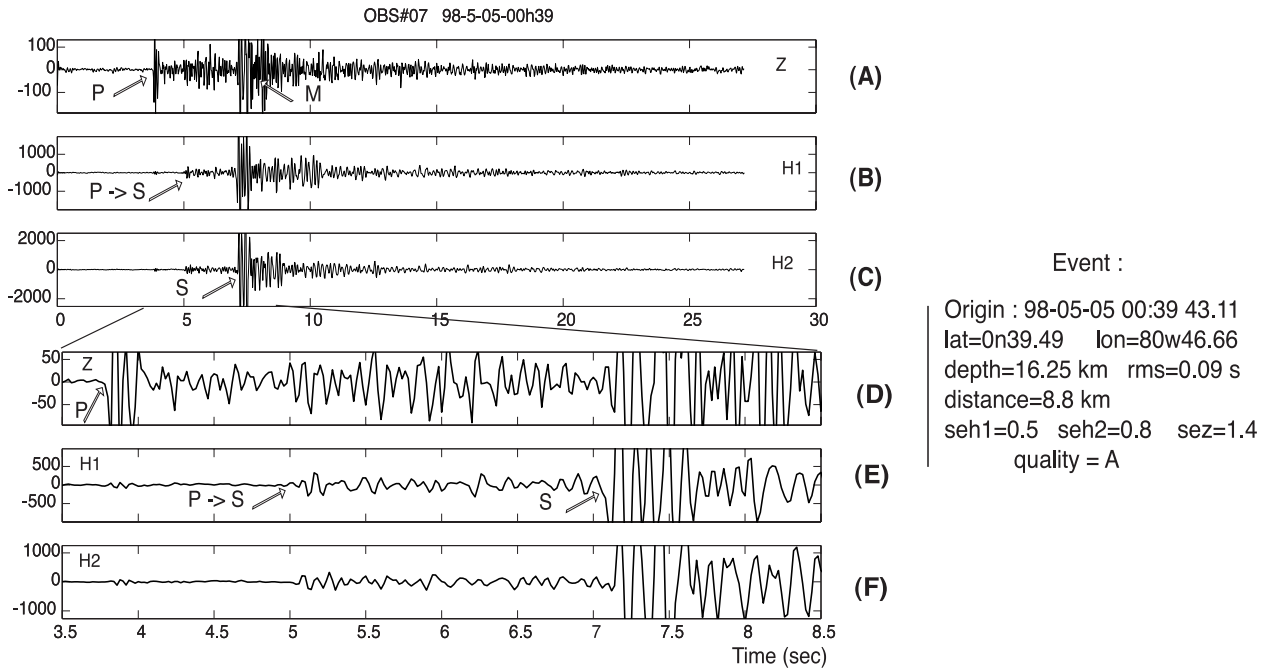 OBS#07 98-5-05-00h39
100
0
-100
Z
P
M
(A)
1000
0
-1000
H1
P -> S
(B)
2000
0
-2000
H2
S
(C)
0 5 10 15 20 25 30
50
0
-50
Z
P
(D)
500
0
-500
H1
P -> S
S
(E)
1000
0
-1000
H2
(F)
3.5 4 4.5 5 5.5 6 6.5 7 7.5 8 8.5
Time (sec)
Event :
Origin : 98-05-05 00:39 43.11
lat=0n39.49 lon=80w46.66
depth=16.25 km rms=0.09 s
distance=8.8 km
seh1=0.5 seh2=0.8 sez=1.4
quality = A